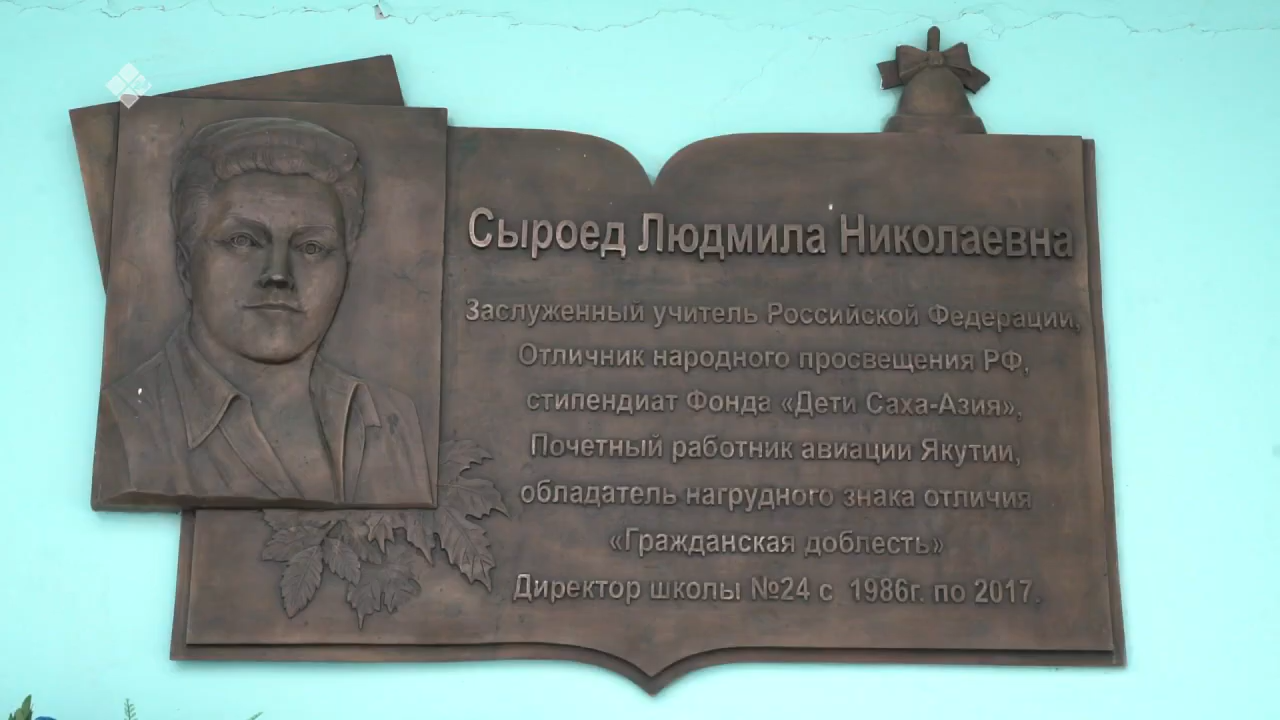 Сыроед Людмила Николаевна
Заслуженный учитель Российской Федерации,
Отличник народного просвещения РФ,
стипендиат Фонда «Дети Саха-Азия»,
Почетный работник авиации Якутии,
обладатель нагрудного знака отличия
«Гражданская доблесть»
Директор школы №24 с 1986г. по 2017.